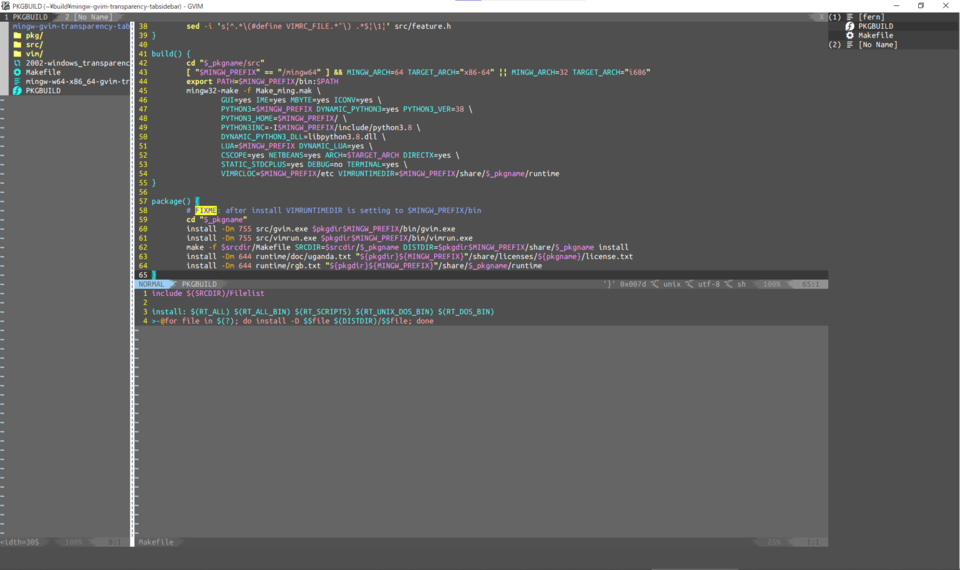 PKGBUILD (~¥build¥mingw-gvim-transparency-tabsidebar) - GVIM
1 PKGBUILD 2 [No Name] X
mingw-gvim-transparency-tab
pkg/
src/
vim/
2002-windows_transparenc
Makefile
mingw-w64-x86_64-gvim-tr
PKGBUILD
38 sed -i 's¦^.*\(#define VIMRC_FILE.*"\) .*$¦\1¦' src/feature.h
39 }
40
41 build() {
42 cd "$_pkgname/src"
43 [ "$MINGW_PREFIX" == "/mingw64" ] && MINGW_ARCH=64 TARGET_ARCH="x86-64" ¦¦ MINGW_ARCH=32 TARGET_ARCH="i686"
44 export PATH=$MINGW_PREFIX/bin:$PATH
45 mingw32-make -f Make_ming.mak \
46 GUI=yes IME=yes MBYTE=yes ICONV=yes \
47 PYTHON3=$MINGW_PREFIX DYNAMIC_PYTHON3=yes PYTHON3_VER=38 \
48 PYTHON3_HOME=$MINGW_PREFIX/ \
49 PYTHON3INC=-I$MINGW_PREFIX/include/python3.8 \
50 DYNAMIC_PYTHON3_DLL=libpython3.8.dll \
51 LUA=$MINGW_PREFIX DYNAMIC_LUA=yes \
52 CSCOPE=yes NETBEANS=yes ARCH=$TARGET_ARCH DIRECTX=yes \
53 STATIC_STDCPLUS=yes DEBUG=no TERMINAL=yes \
54 VIMRCLOC=$MINGW_PREFIX/etc VIMRUNTIMEDIR=$MINGW_PREFIX/share/$_pkgname/runtime
55 }
56
57 package() {
58 # FIXME: after install VIMRUNTIMEDIR is setting to $MINGW_PREFIX/bin
59 cd "$_pkgname"
60 install -Dm 755 src/gvim.exe $pkgdir$MINGW_PREFIX/bin/gvim.exe
61 install -Dm 755 src/vimrun.exe $pkgdir$MINGW_PREFIX/bin/vimrun.exe
62 make -f $srcdir/Makefile SRCDIR=$srcdir/$_pkgname DISTDIR=$pkgdir$MINGW_PREFIX/share/$_pkgname install
63 install -Dm 644 runtime/doc/uganda.txt "${pkgdir}${MINGW_PREFIX}"/share/licenses/${pkgname}/license.txt
64 install -Dm 644 runtime/rgb.txt "${pkgdir}${MINGW_PREFIX}"/share/$_pkgname/runtime
65 }
NORMAL PKGBUILD '}' 0x007d unix utf-8 sh 100% 65:1
1 include $(SRCDIR)/Filelist
2
3 install: $(RT_ALL) $(RT_ALL_BIN) $(RT_SCRIPTS) $(RT_UNIX_DOS_BIN) $(RT_DOS_BIN)
4 >-@for file in $(?); do install -D $$file $(DISTDIR)/$$file; done
<idth=30$ 100% 8:1 Makefile 25% 1:1
(1) [fern]
PKGBUILD
Makefile
(2) [No Name]